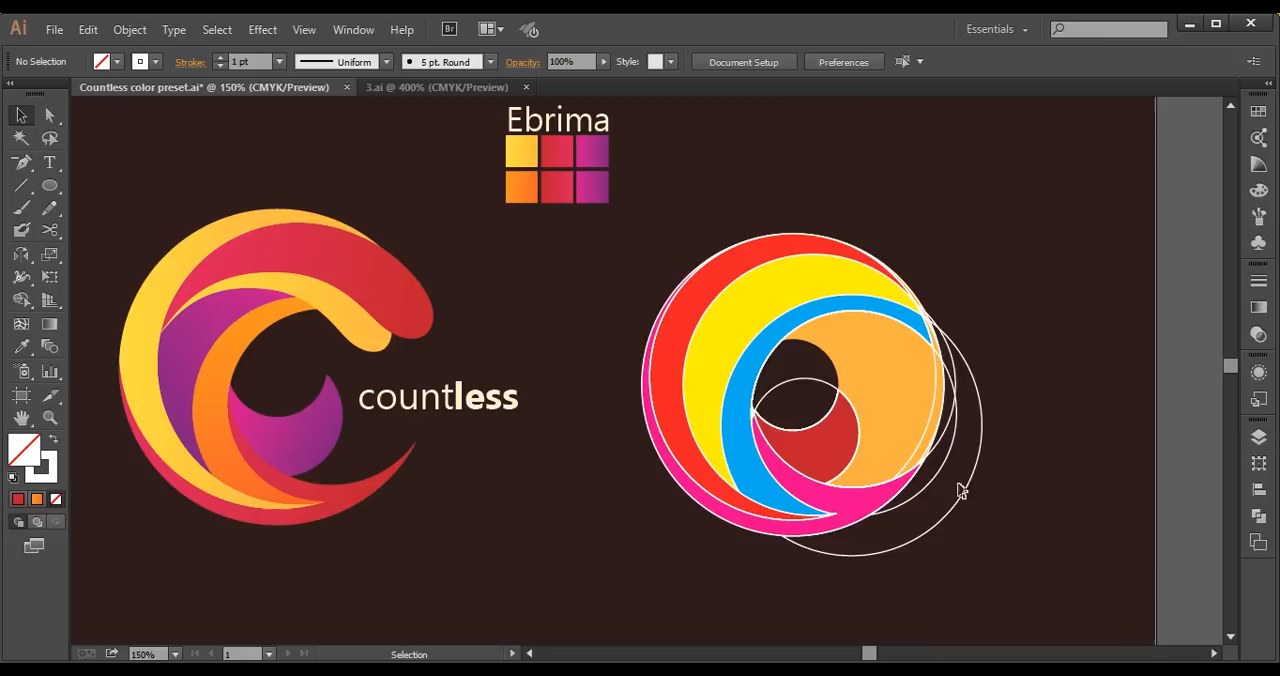 Ai File Edit Object Type Select Effect View Window Help Br Essentials
No Selection Stroke: 1 pt Uniform 5 pt. Round Opacity: 100% Style: Document Setup Preferences
Countless color preset.ai* @ 150% (CMYK/Preview) × 3.ai @ 400% (CMYK/Preview) ×
Ebrima
countless
150% 1 Selection